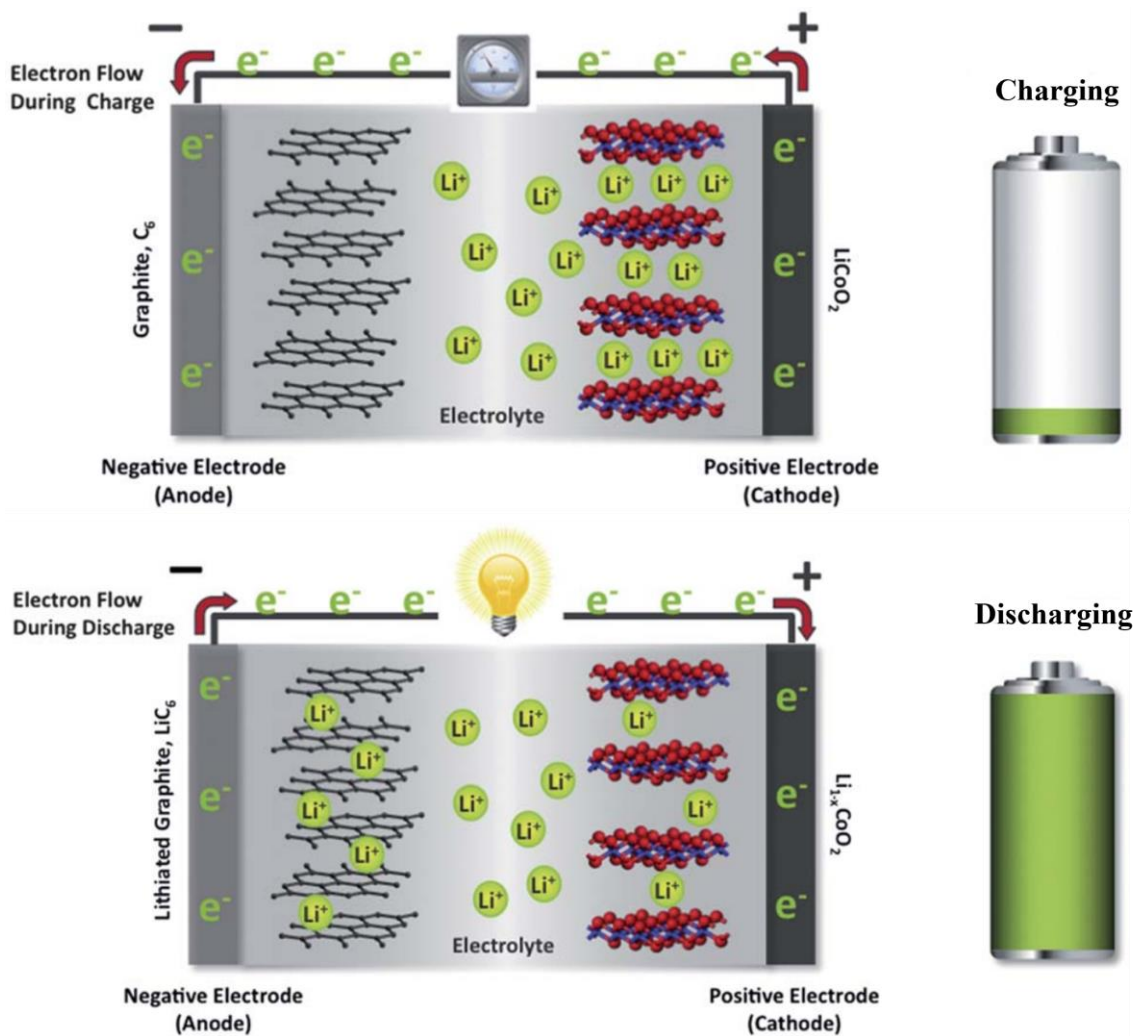 − +
e⁻ e⁻ e⁻ e⁻ e⁻ e⁻
Electron Flow
During Charge
Charging
e⁻ e⁻
Li⁺ Li⁺ Li⁺ Li⁺ Li⁺
Graphite, C₆
e⁻ Li⁺ Li⁺ Li⁺ Li⁺ e⁻
Li⁺
LiCoO₂
e⁻ Li⁺ Li⁺ Li⁺ Li⁺ Li⁺ e⁻
Electrolyte
Negative Electrode
(Anode)
Positive Electrode
(Cathode)
− +
e⁻ e⁻ e⁻ e⁻ e⁻ e⁻
Electron Flow
During Discharge
Discharging
e⁻ e⁻
Li⁺ Li⁺ Li⁺ Li⁺
Li⁺ Li⁺
Lithiated Graphite, LiC₆
e⁻ Li⁺ Li⁺ Li⁺ e⁻
Li⁺ Li⁺
Li₁₋ₓCoO₂
e⁻ Li⁺ Li⁺ Li⁺ Li⁺ e⁻
Electrolyte
Negative Electrode
(Anode)
Positive Electrode
(Cathode)